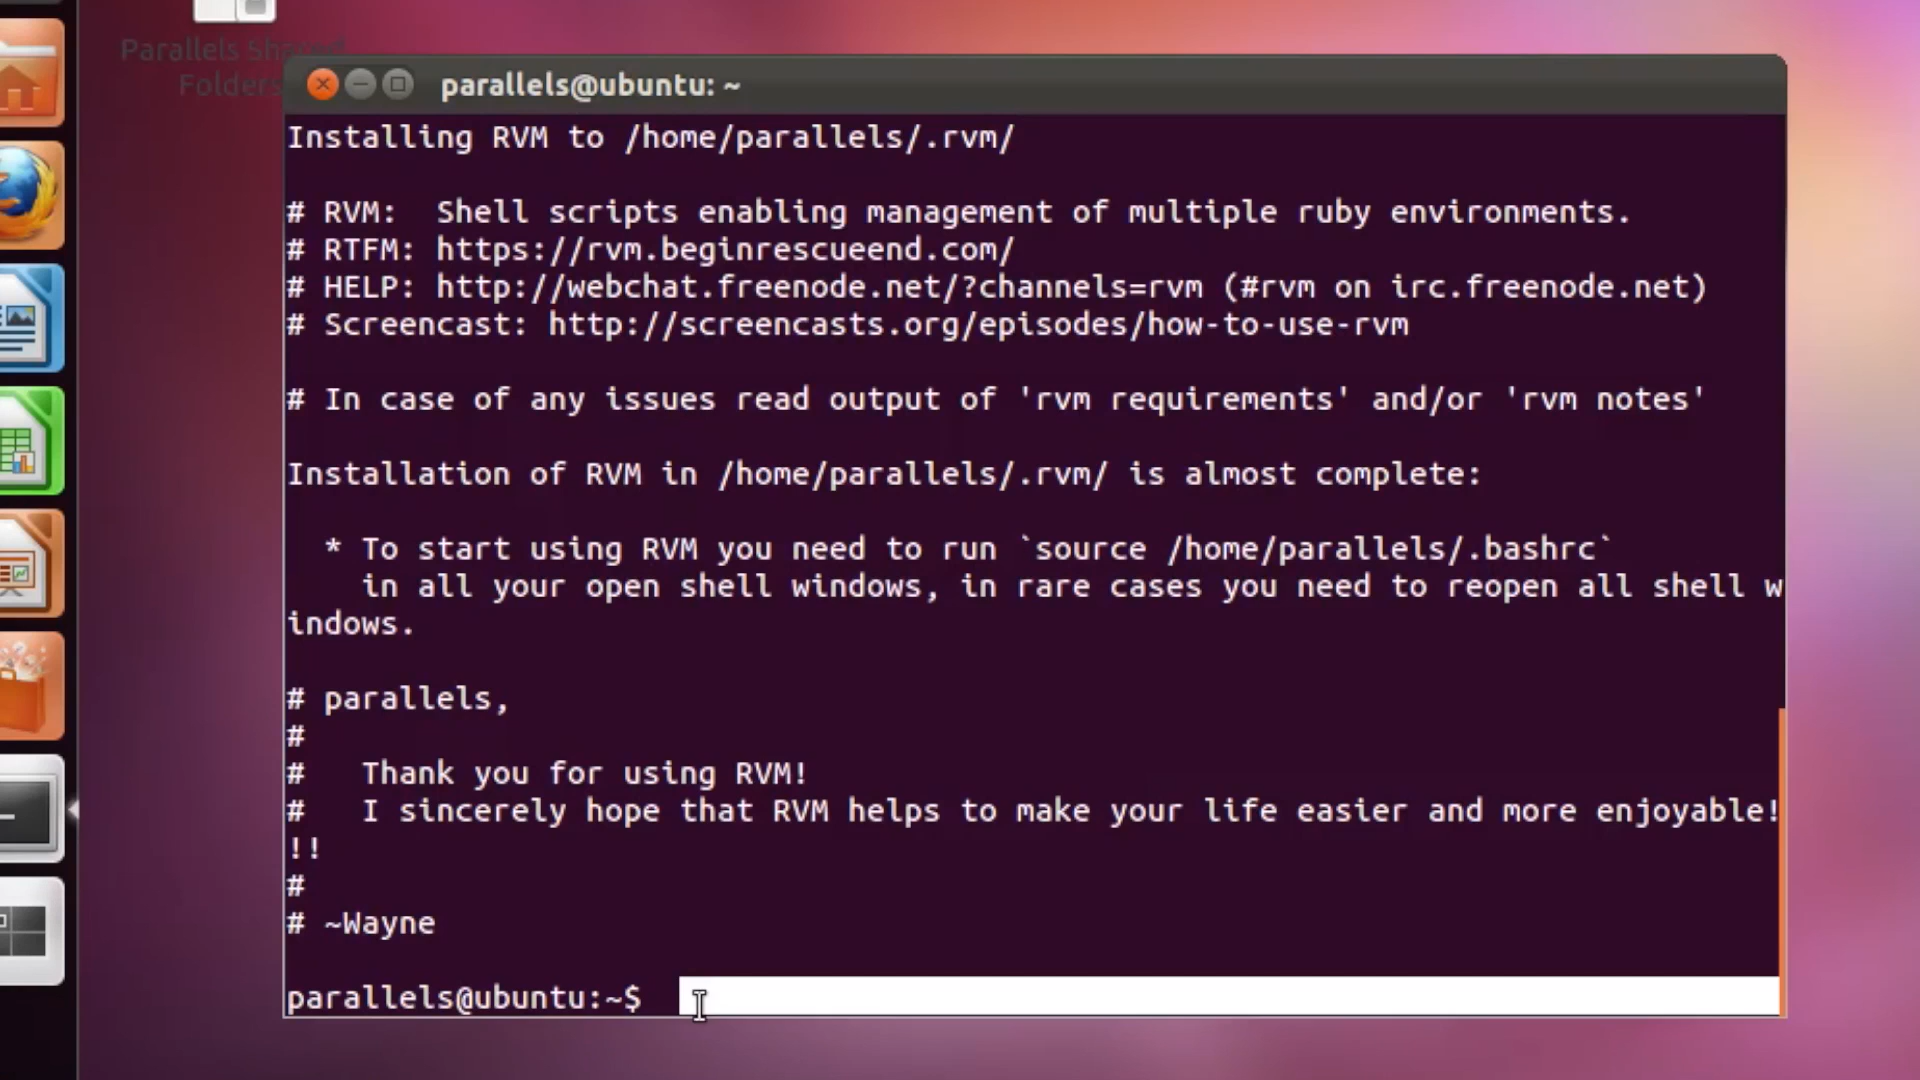 Parallels Shared
Folders
parallels@ubuntu: ~
Installing RVM to /home/parallels/.rvm/
# RVM:  Shell scripts enabling management of multiple ruby environments.
# RTFM: https://rvm.beginrescueend.com/
# HELP: http://webchat.freenode.net/?channels=rvm (#rvm on irc.freenode.net)
# Screencast: http://screencasts.org/episodes/how-to-use-rvm
# In case of any issues read output of 'rvm requirements' and/or 'rvm notes'
Installation of RVM in /home/parallels/.rvm/ is almost complete:
  * To start using RVM you need to run `source /home/parallels/.bashrc`
    in all your open shell windows, in rare cases you need to reopen all shell w
indows.
# parallels,
#
#   Thank you for using RVM!
#   I sincerely hope that RVM helps to make your life easier and more enjoyable!
!!
#
# ~Wayne
parallels@ubuntu:~$